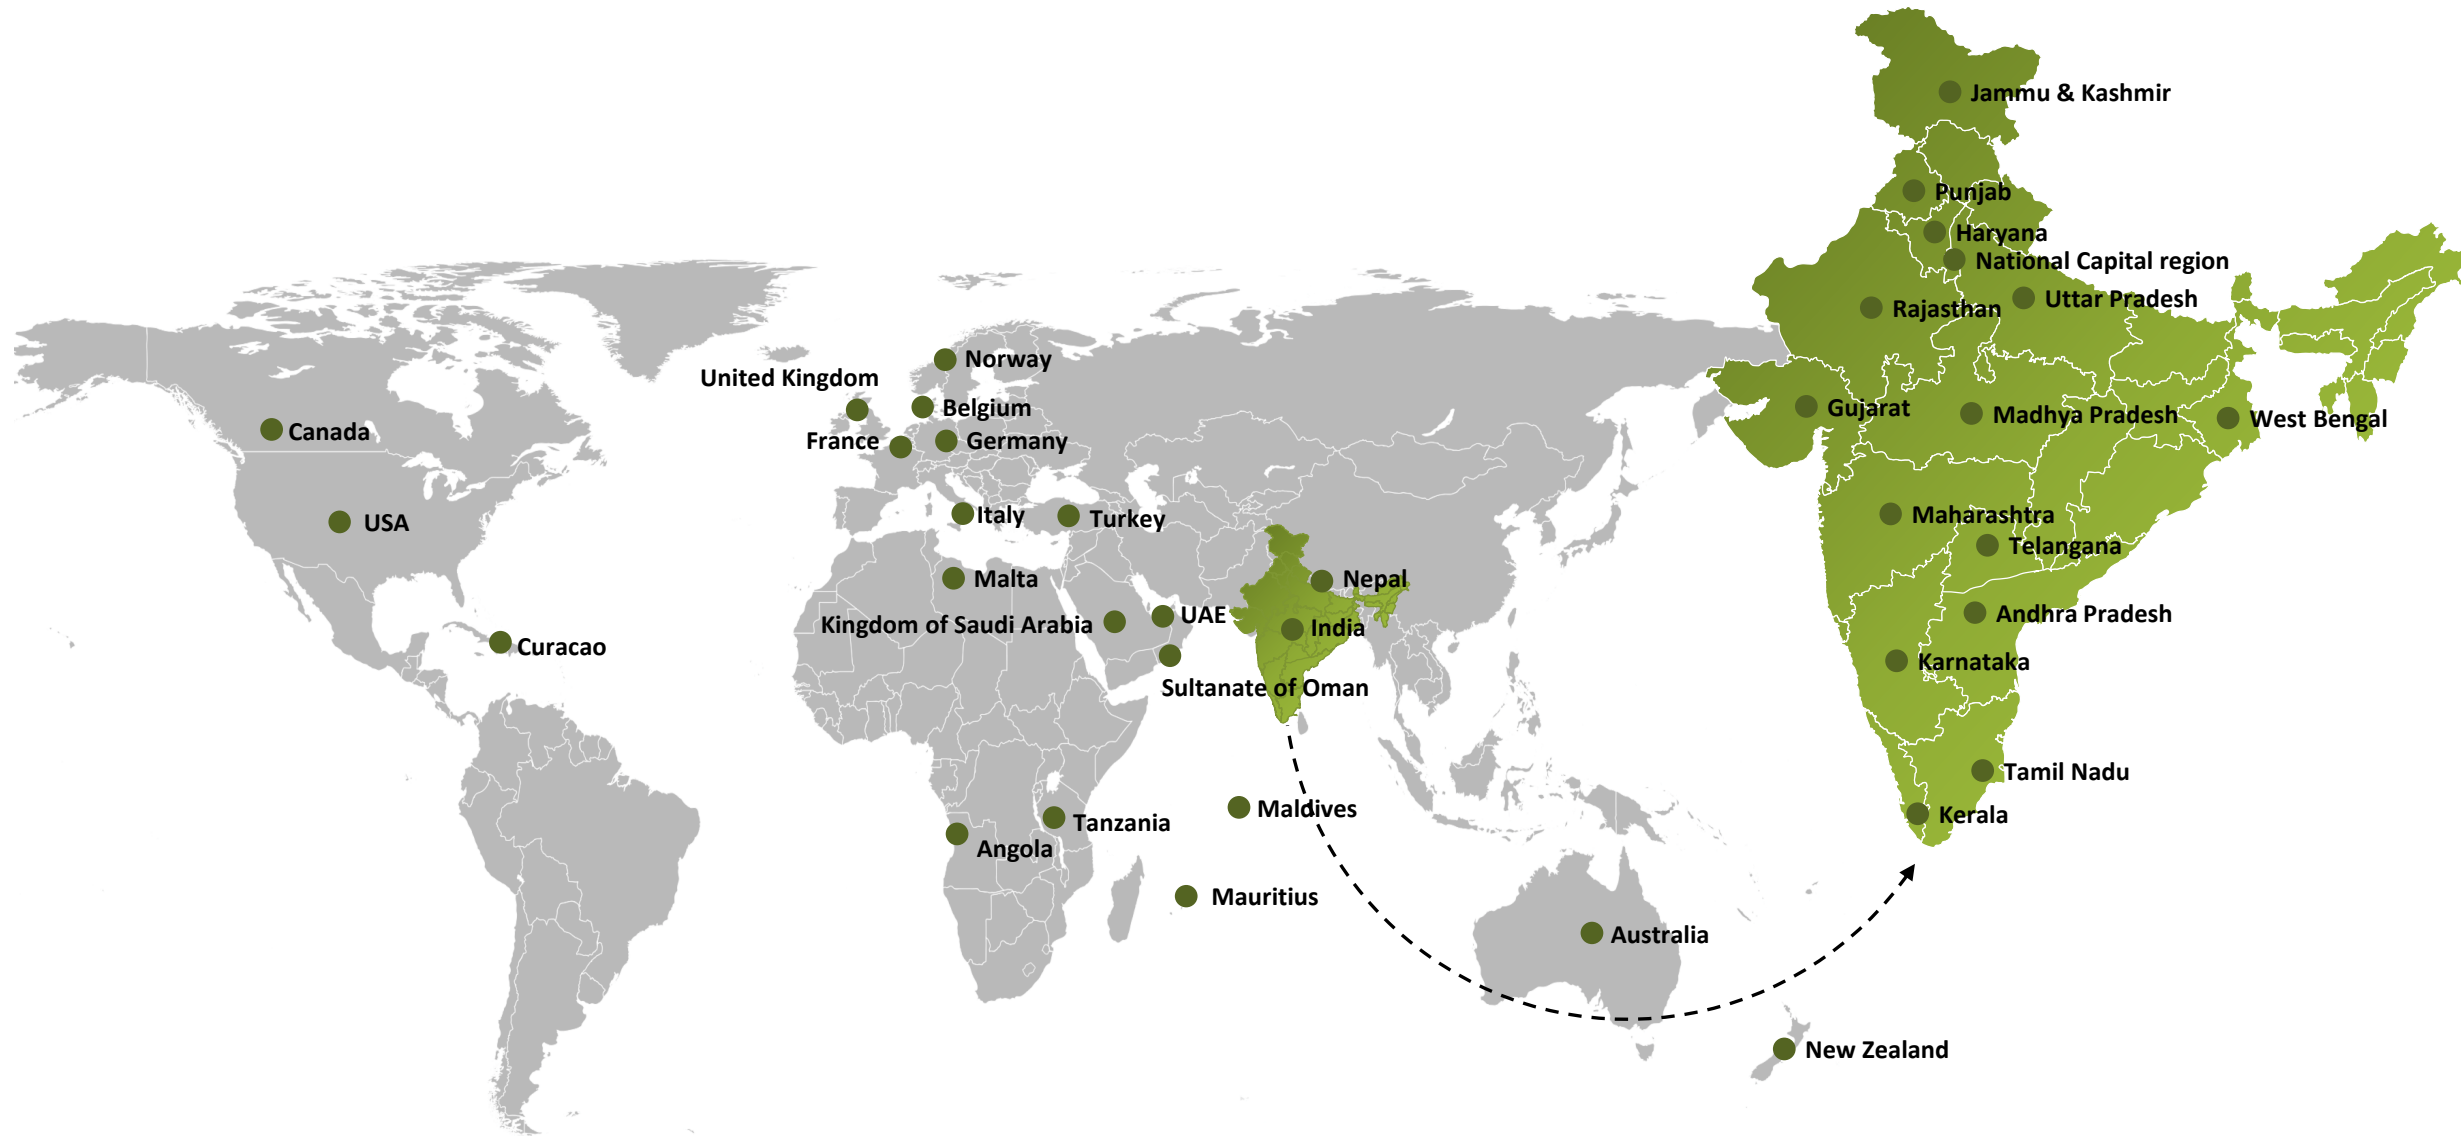 Jammu & Kashmir
Punjab
Haryana
National Capital region
Uttar Pradesh
Rajasthan
Norway
United Kingdom
Belgium
Gujarat
Madhya Pradesh
West Bengal
Canada
France
Germany
USA
Italy
Turkey
Maharashtra
Telangana
Malta
Nepal
Kingdom of Saudi Arabia
UAE
India
Andhra Pradesh
Curacao
Karnataka
Sultanate of Oman
Tamil Nadu
Maldives
Kerala
Tanzania
Angola
Mauritius
Australia
New Zealand